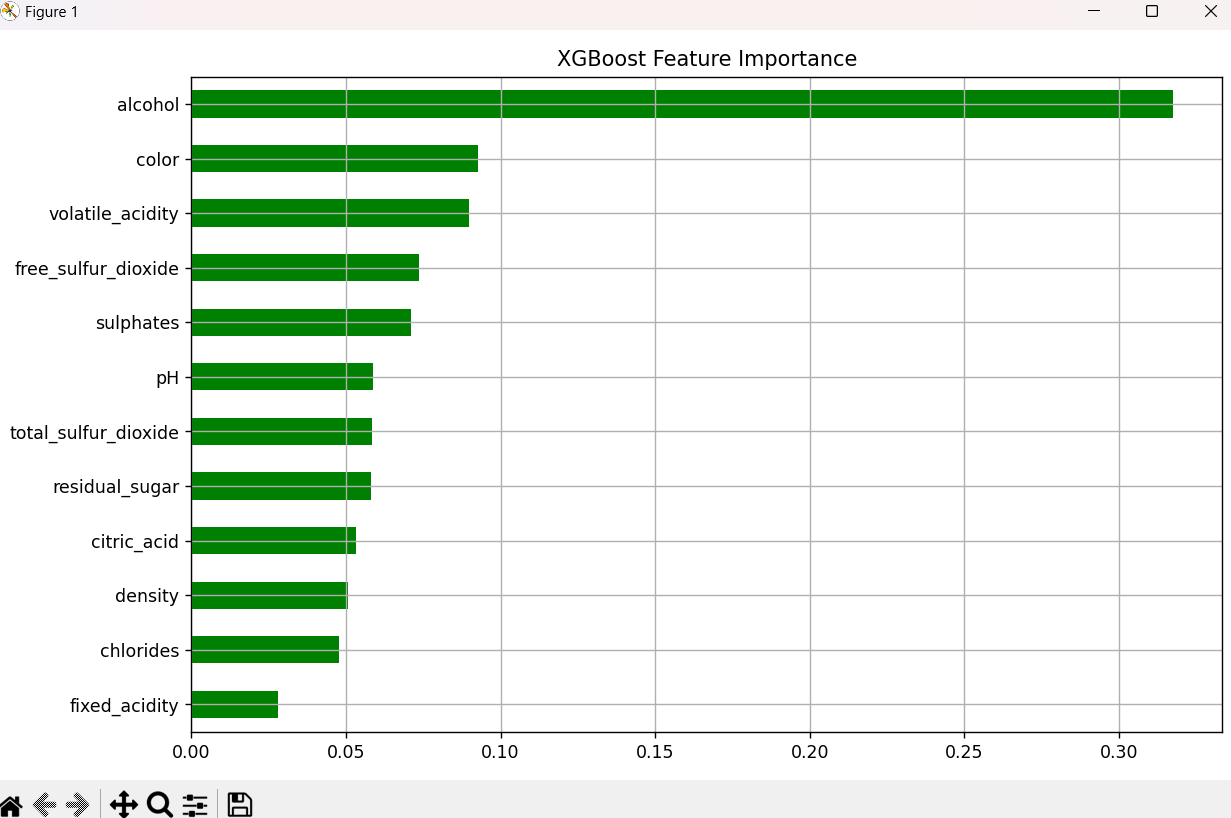 Figure 1
XGBoost Feature Importance
alcohol
color
volatile_acidity
free_sulfur_dioxide
sulphates
pH
total_sulfur_dioxide
residual_sugar
citric_acid
density
chlorides
fixed_acidity
0.00 0.05 0.10 0.15 0.20 0.25 0.30